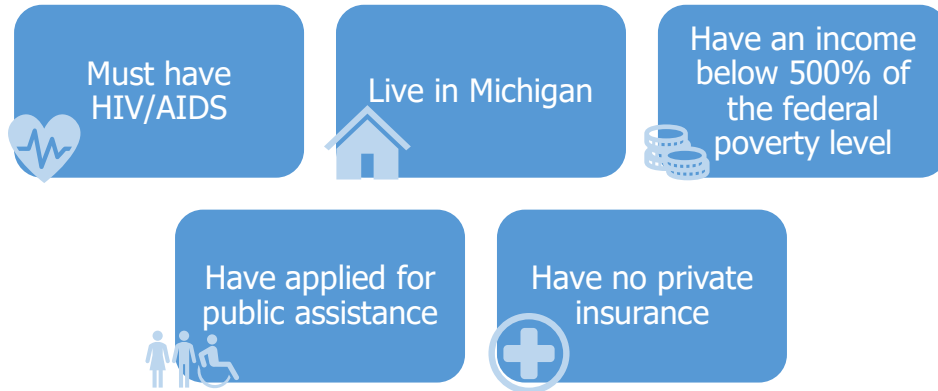 Must have
HIV/AIDS
Live in Michigan
Have an income
below 500% of
the federal
poverty level
Have applied for
public assistance
Have no private
insurance